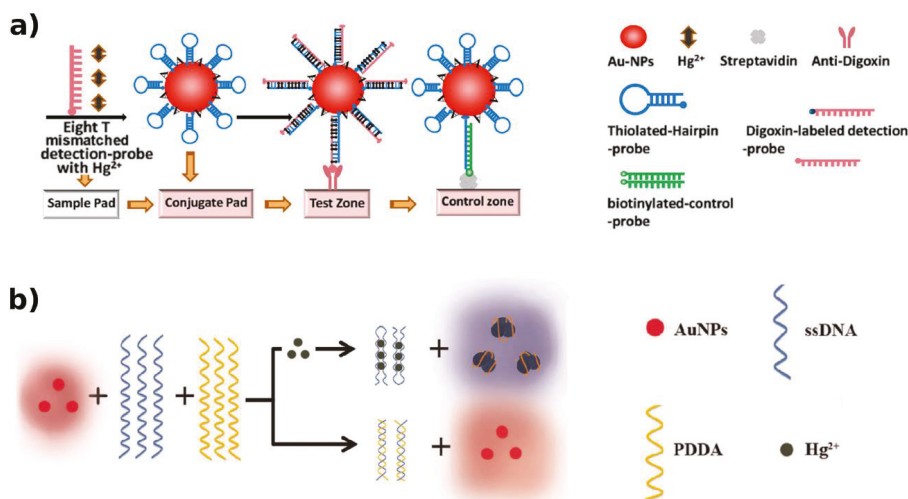 a)
Eight T
mismatched
detection-probe
with Hg²⁺
Sample Pad
Conjugate Pad
Test Zone
Control zone
Au-NPs
Hg²⁺
Streptavidin
Anti-Digoxin
Thiolated-Hairpin
-probe
Digoxin-labeled detection
-probe
biotinylated-control
-probe
b)
AuNPs
ssDNA
PDDA
Hg²⁺